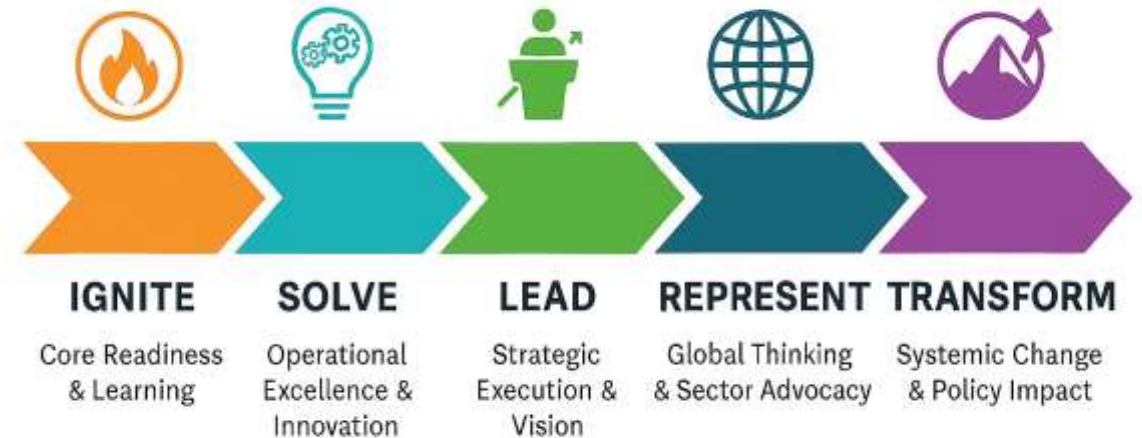 IGNITE
Core Readiness
& Learning
SOLVE
Operational
Excellence &
Innovation
LEAD
Strategic
Execution &
Vision
REPRESENT
Global Thinking
& Sector Advocacy
TRANSFORM
Systemic Change
& Policy Impact